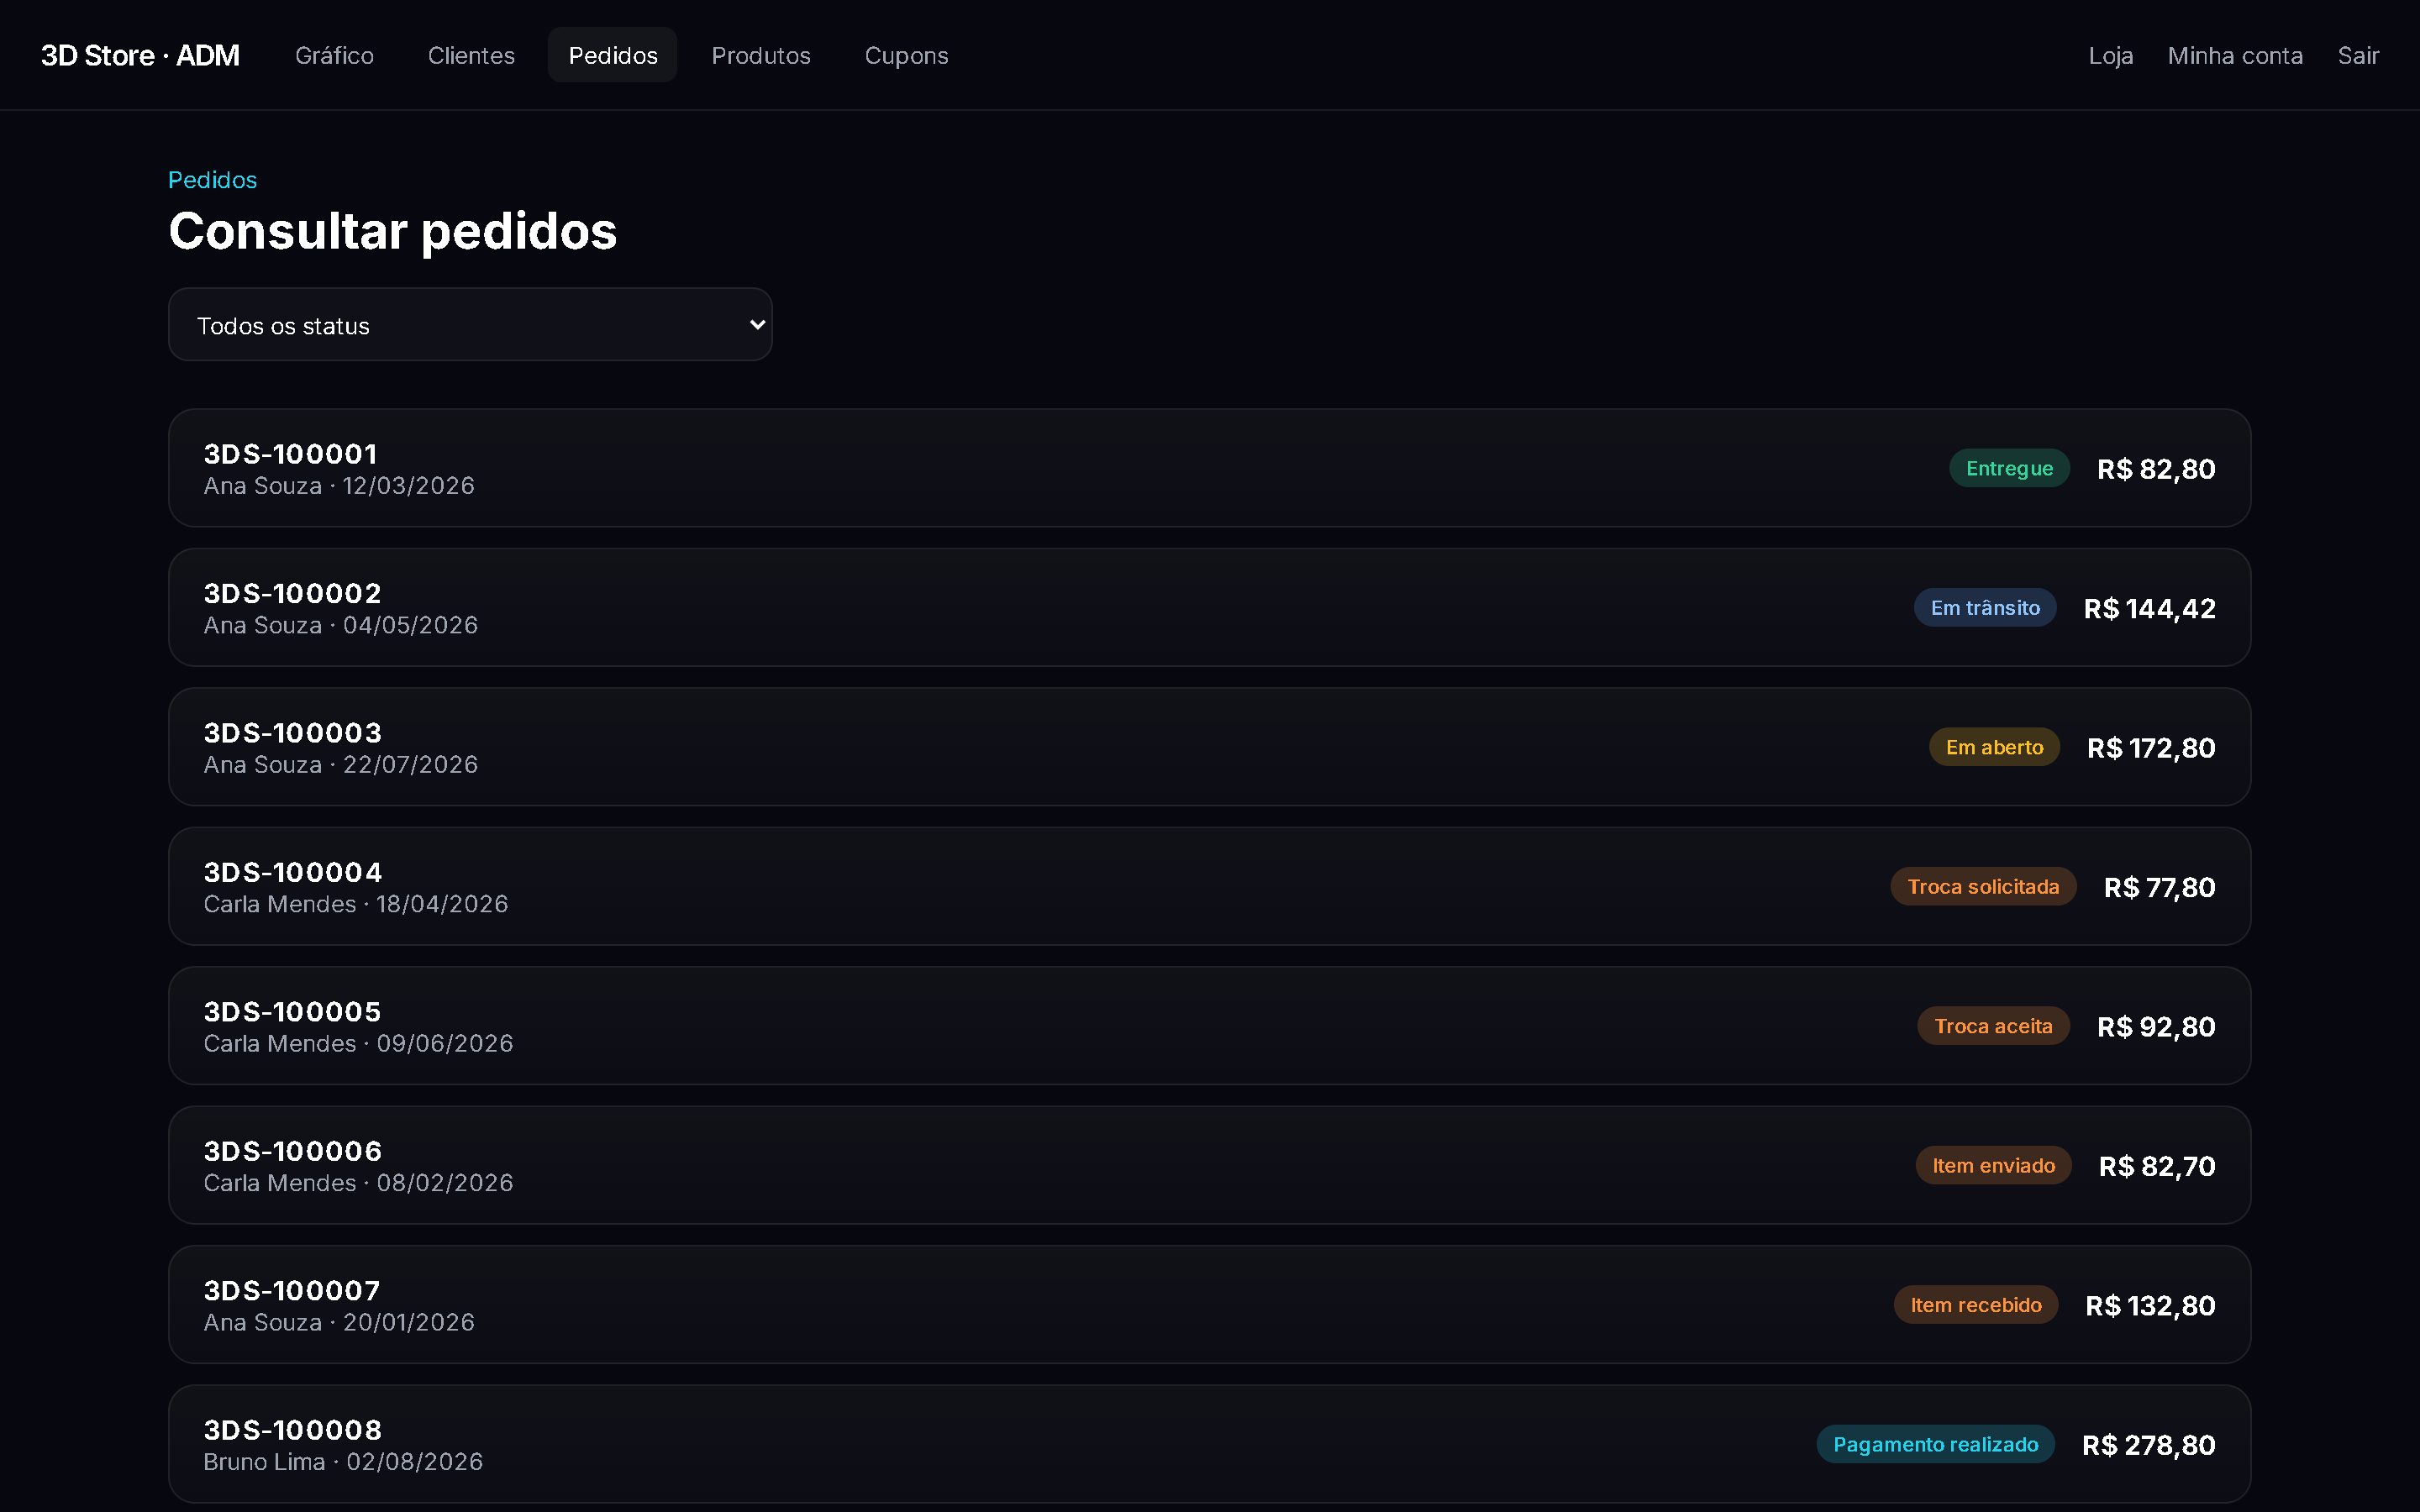 3D Store · ADM Gráfico Clientes Pedidos Produtos Cupons Loja Minha conta Sair
Pedidos
Consultar pedidos
Todos os status
3DS-100001
Ana Souza · 12/03/2026
Entregue R$ 82,80
3DS-100002
Ana Souza · 04/05/2026
Em trânsito R$ 144,42
3DS-100003
Ana Souza · 22/07/2026
Em aberto R$ 172,80
3DS-100004
Carla Mendes · 18/04/2026
Troca solicitada R$ 77,80
3DS-100005
Carla Mendes · 09/06/2026
Troca aceita R$ 92,80
3DS-100006
Carla Mendes · 08/02/2026
Item enviado R$ 82,70
3DS-100007
Ana Souza · 20/01/2026
Item recebido R$ 132,80
3DS-100008
Bruno Lima · 02/08/2026
Pagamento realizado R$ 278,80